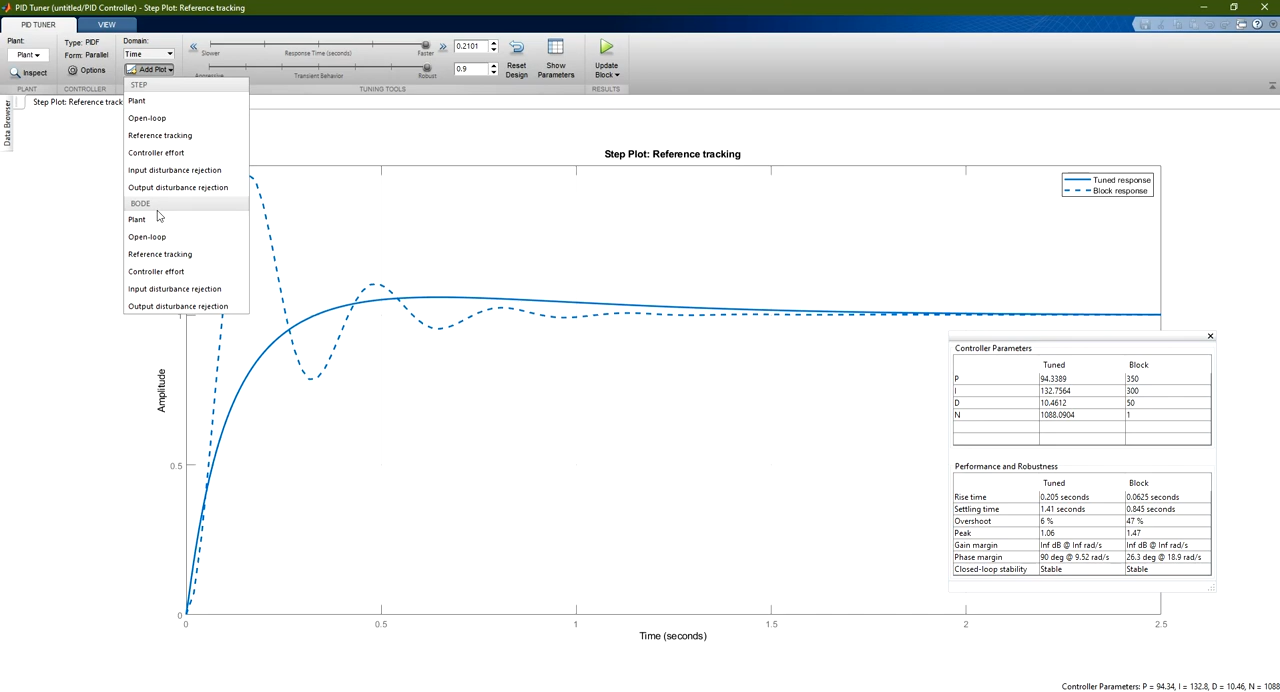 PID Tuner (untitled/PID Controller) - Step Plot: Reference tracking
PID TUNER
VIEW
Plant:
Plant
Inspect
PLANT
Type: PIDF
Form: Parallel
Options
CONTROLLER
Domain:
Time
Add Plot
Slower
Response Time (seconds)
Faster
0.2101
Aggressive
Transient Behavior
Robust
0.9
Reset
Design
Show
Parameters
TUNING TOOLS
Update
Block
RESULTS
Data Browser
Step Plot: Reference track
STEP
Plant
Open-loop
Reference tracking
Controller effort
Input disturbance rejection
Output disturbance rejection
BODE
Plant
Open-loop
Reference tracking
Controller effort
Input disturbance rejection
Output disturbance rejection
Step Plot: Reference tracking
Tuned response
Block response
Amplitude
0.5
0
0
0.5
1
1.5
2
2.5
Time (seconds)
Controller Parameters
Tuned Block
P 94.3389 350
I 132.7564 300
D 10.4612 50
N 1088.0904 1
Performance and Robustness
Tuned Block
Rise time 0.205 seconds 0.0625 seconds
Settling time 1.41 seconds 0.845 seconds
Overshoot 6 % 47 %
Peak 1.06 1.47
Gain margin Inf dB @ Inf rad/s Inf dB @ Inf rad/s
Phase margin 90 deg @ 9.52 rad/s 26.3 deg @ 18.9 rad/s
Closed-loop stability Stable Stable
Controller Parameters: P = 94.34, I = 132.8, D = 10.46, N = 1088